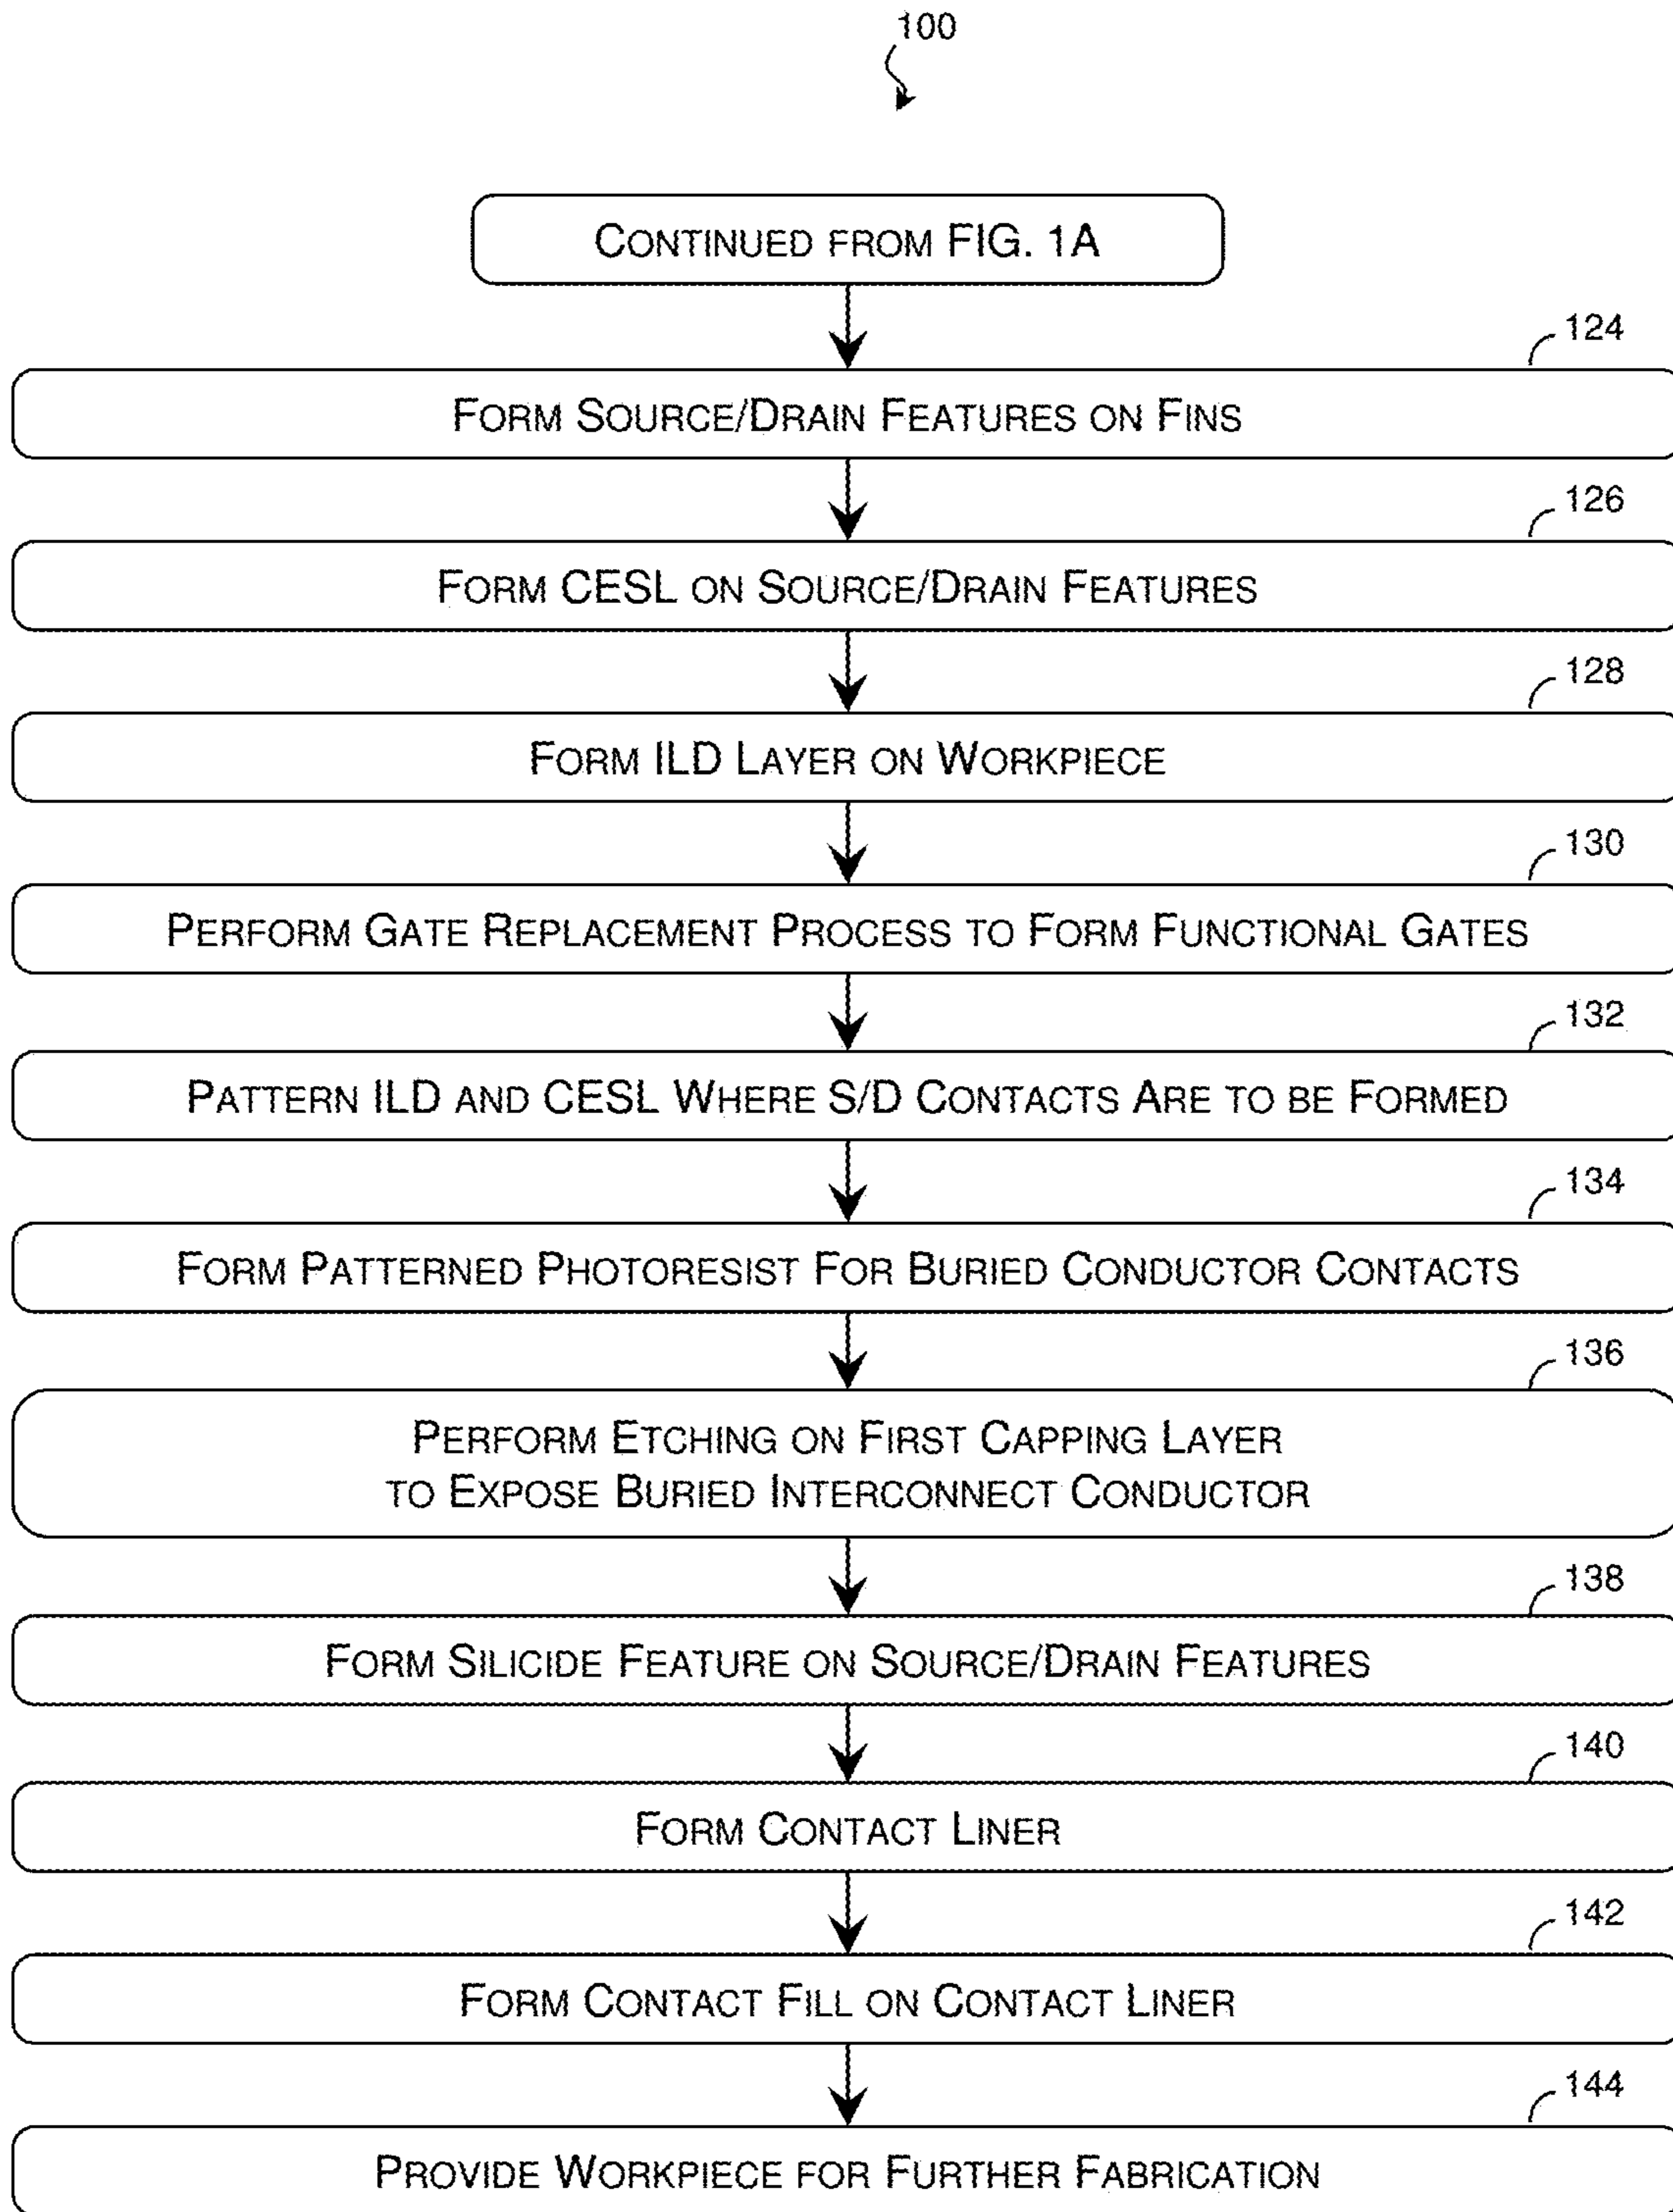 100
CONTINUED FROM FIG. 1A
124
FORM SOURCE/DRAIN FEATURES ON FINS
126
FORM CESL ON SOURCE/DRAIN FEATURES
128
FORM ILD LAYER ON WORKPIECE
130
PERFORM GATE REPLACEMENT PROCESS TO FORM FUNCTIONAL GATES
132
PATTERN ILD AND CESL WHERE S/D CONTACTS ARE TO BE FORMED
134
FORM PATTERNED PHOTORESIST FOR BURIED CONDUCTOR CONTACTS
136
PERFORM ETCHING ON FIRST CAPPING LAYER
TO EXPOSE BURIED INTERCONNECT CONDUCTOR
138
FORM SILICIDE FEATURE ON SOURCE/DRAIN FEATURES
140
FORM CONTACT LINER
142
FORM CONTACT FILL ON CONTACT LINER
144
PROVIDE WORKPIECE FOR FURTHER FABRICATION